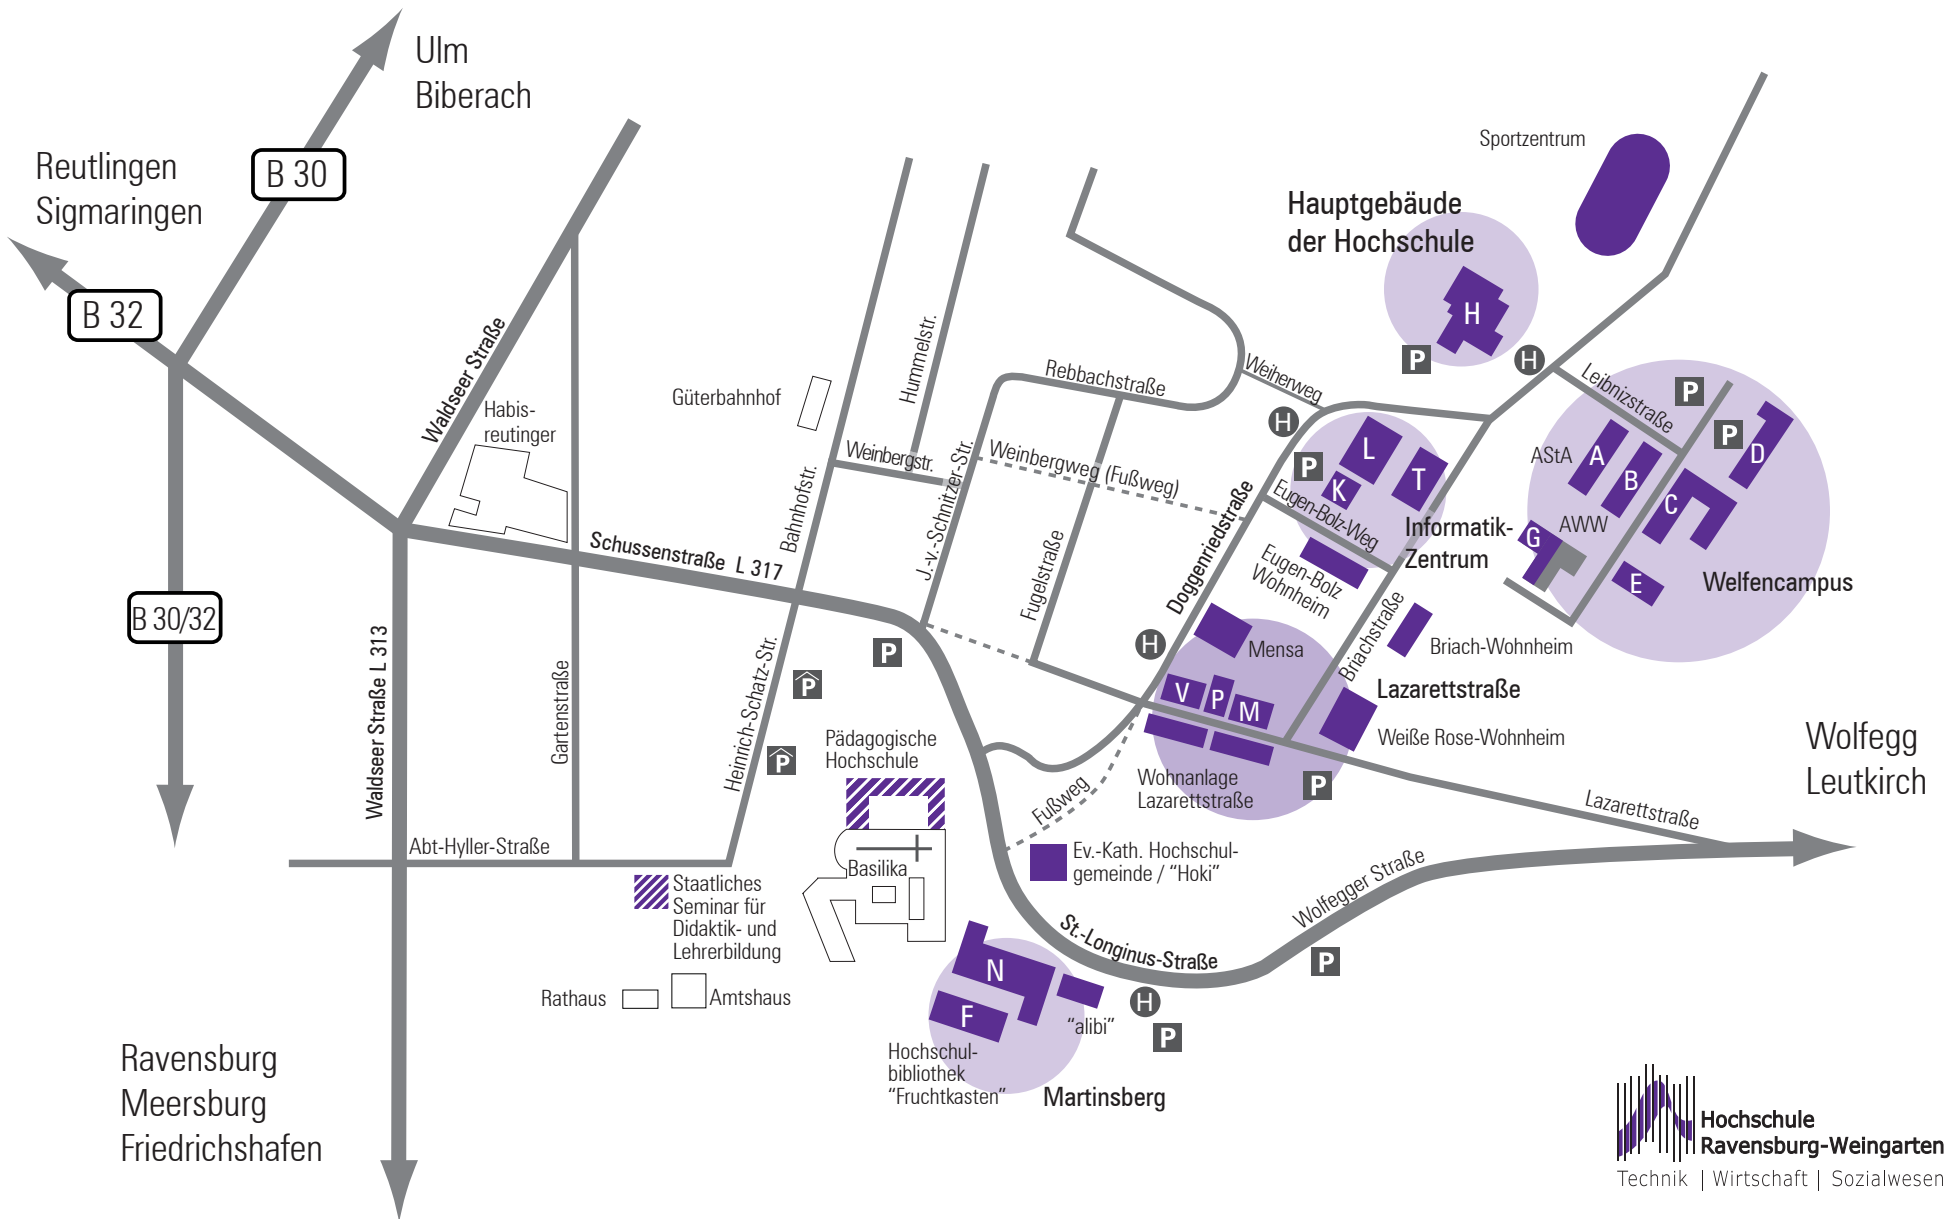 Ulm
Biberach
Reutlingen
Sigmaringen
B 30
B 32
B 30/32
Waldseer Straße
Habis-
reutinger
Güterbahnhof
Hummelstr.
Weinbergstr.
Bahnhofstr.
J.-v.-Schnitzer-Str.
Rebbachstraße
Weinbergweg (Fußweg)
Fugelstraße
Weiherweg
Doggenriedstraße
Schussenstraße L 317
Waldseer Straße L 313
Gartenstraße
Heinrich-Schatz-Str.
Abt-Hyller-Straße
Sportzentrum
Hauptgebäude
der Hochschule
H
P
H
H
Leibnizstraße
P
P
D
AStA
A
B
C
AWW
G
E
Welfencampus
L
T
K
P
Eugen-Bolz-Weg
Informatik-
Zentrum
Eugen-Bolz
Wohnheim
Briachstraße
Briach-Wohnheim
H
Mensa
V
P
M
Lazarettstraße
Weiße Rose-Wohnheim
Wohnanlage
Lazarettstraße
P
Lazarettstraße
Wolfegg
Leutkirch
P
P
P
Pädagogische
Hochschule
Basilika
Fußweg
Ev.-Kath. Hochschul-
gemeinde / “Hoki”
Staatliches
Seminar für
Didaktik- und
Lehrerbildung
Rathaus
Amtshaus
St.-Longinus-Straße
Wolfegger Straße
P
H
P
N
F
“alibi”
Hochschul-
bibliothek
“Fruchtkasten“
Martinsberg
Ravensburg
Meersburg
Friedrichshafen
Hochschule
Ravensburg-Weingarten
Technik | Wirtschaft | Sozialwesen